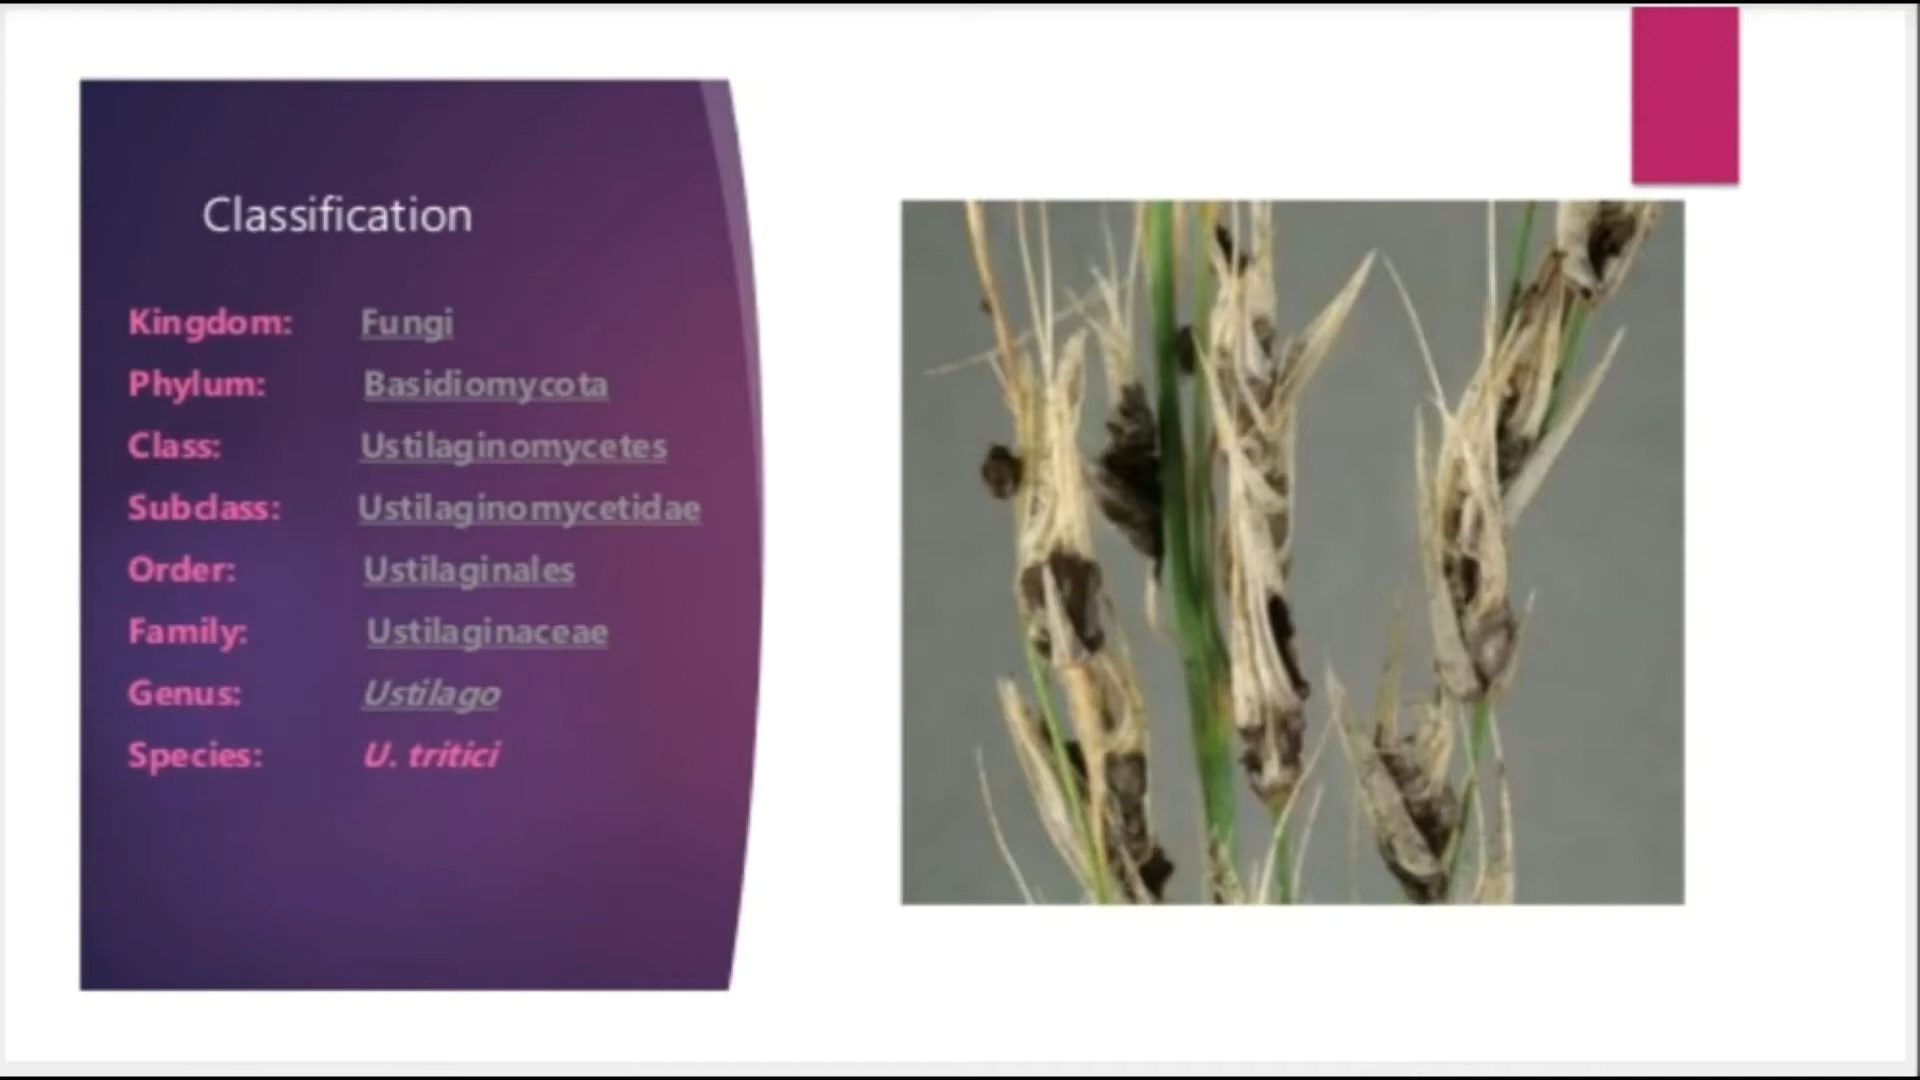 Classification
Kingdom: Fungi
Phylum: Basidiomycota
Class: Ustilaginomycetes
Subclass: Ustilaginomycetidae
Order: Ustilaginales
Family: Ustilaginaceae
Genus: Ustilago
Species: U. tritici